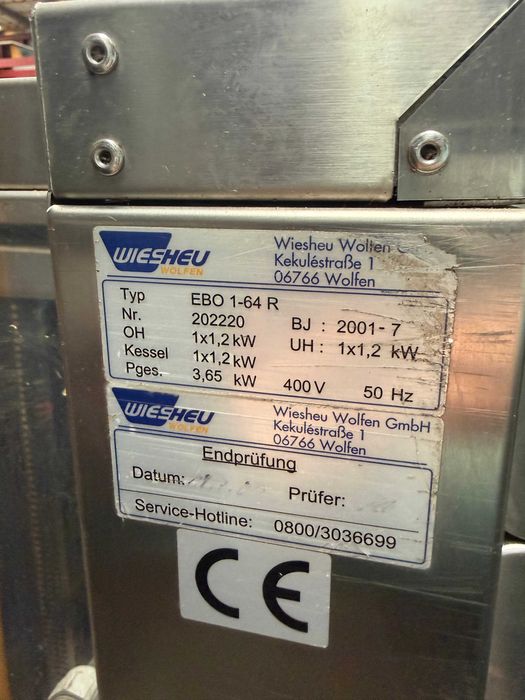 WIESHEU
WOLFEN
Wiesheu Wolfen G
Kekuléstraße 1
06766 Wolfen
Typ EBO 1-64 R
Nr. 202220 BJ : 2001- 7
OH 1x1,2 kW UH : 1x1,2 kW
Kessel 1x1,2 kW
Pges. 3,65 kW 400 V 50 Hz
WIESHEU
WOLFEN
Wiesheu Wolfen GmbH
Kekuléstraße 1
06766 Wolfen
Endprüfung
Datum: Prüfer:
Service-Hotline: 0800/3036699
CE